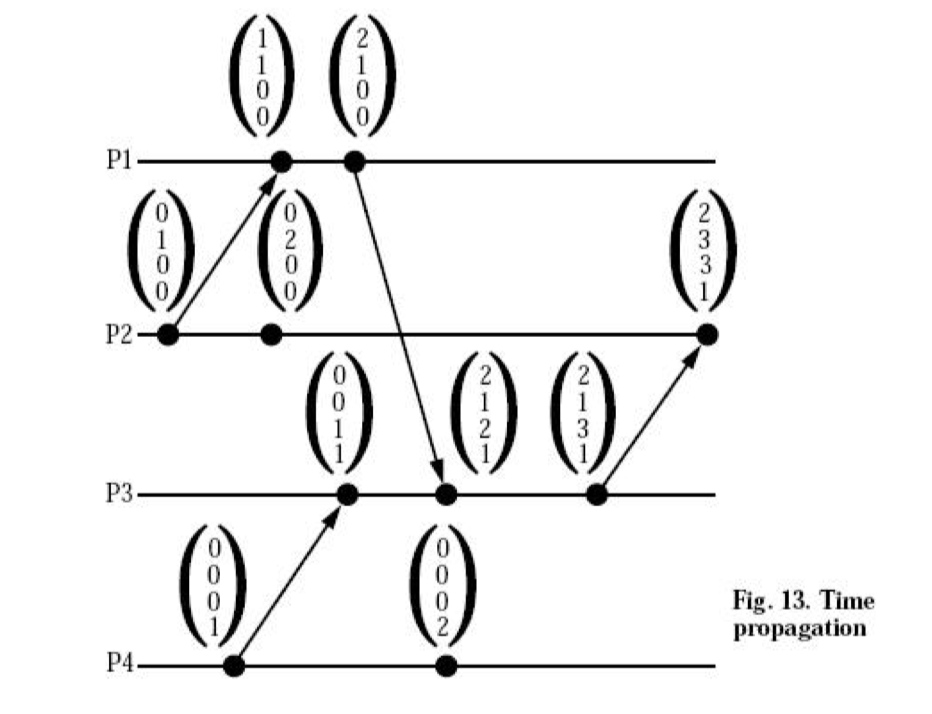 1 2
1 1
0 0
0 0
P1
0 0 2
1 2 3
0 0 3
0 0 1
P2
0 2 2
0 1 1
1 2 3
1 1 1
P3
0 0
0 0
0 0
1 2
Fig. 13. Time
propagation
P4